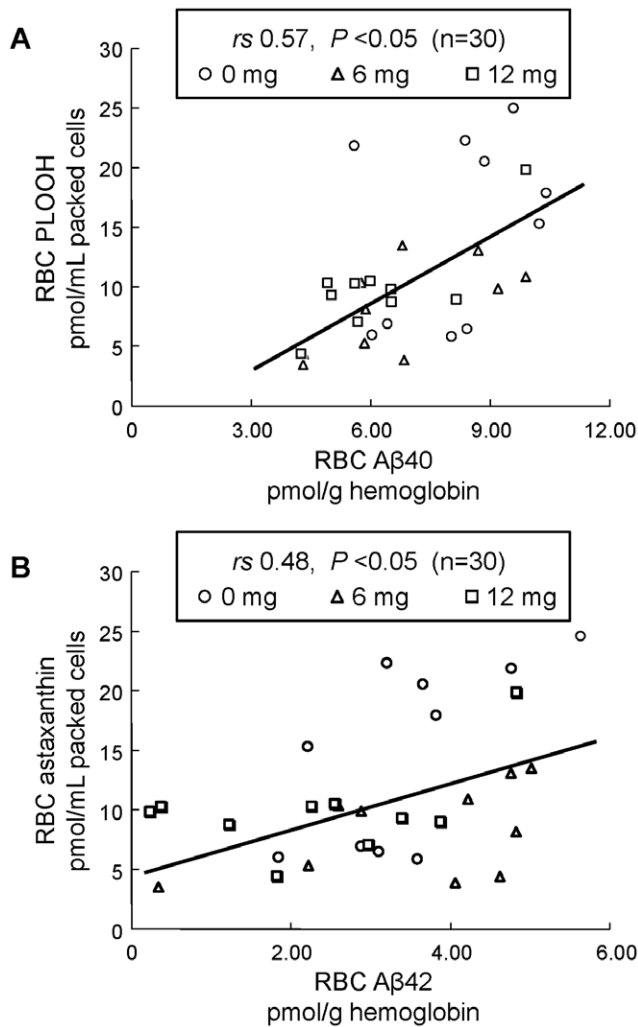 A
rs 0.57, P <0.05 (n=30)
0 mg 6 mg 12 mg
RBC PLOOH
pmol/mL packed cells
30
25
20
15
10
5
0
0 3.00 6.00 9.00 12.00
RBC Aβ40
pmol/g hemoglobin
B
rs 0.48, P <0.05 (n=30)
0 mg 6 mg 12 mg
RBC astaxanthin
pmol/mL packed cells
30
25
20
15
10
5
0
0 2.00 4.00 6.00
RBC Aβ42
pmol/g hemoglobin